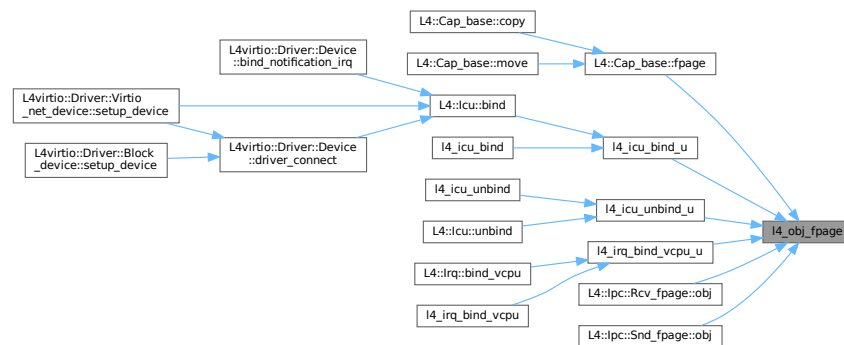 L4::Cap_base::copy
L4::Cap_base::move
L4::Cap_base::fpage
L4virtio::Driver::Device
::bind_notification_irq
L4virtio::Driver::Virtio
_net_device::setup_device
L4::Icu::bind
L4virtio::Driver::Block
_device::setup_device
L4virtio::Driver::Device
::driver_connect
l4_icu_bind
l4_icu_bind_u
l4_icu_unbind
L4::Icu::unbind
l4_icu_unbind_u
l4_obj_fpage
l4_irq_bind_vcpu_u
L4::Irq::bind_vcpu
l4_irq_bind_vcpu
L4::Ipc::Rcv_fpage::obj
L4::Ipc::Snd_fpage::obj